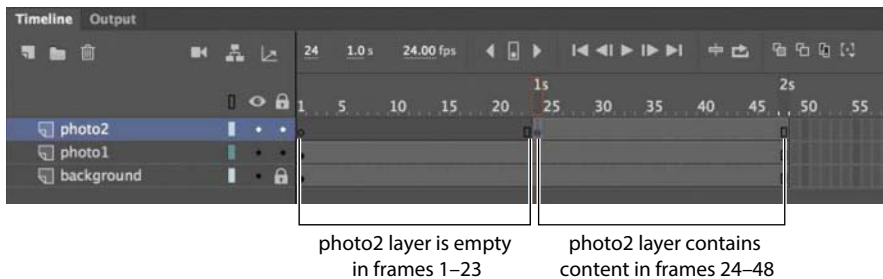 Timeline Output
24 1.0 s 24.00 fps
1s 2s
1 5 10 15 20 25 30 35 40 45 50 55
photo2
photo1
background
photo2 layer is empty
in frames 1–23
photo2 layer contains
content in frames 24–48